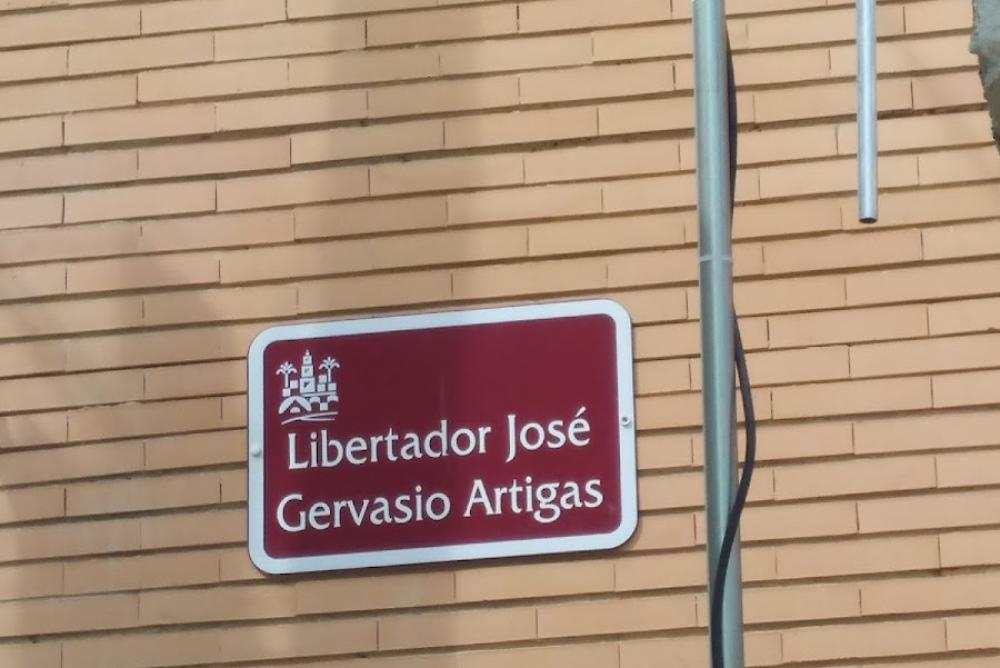 Libertador José
Gervasio Artigas